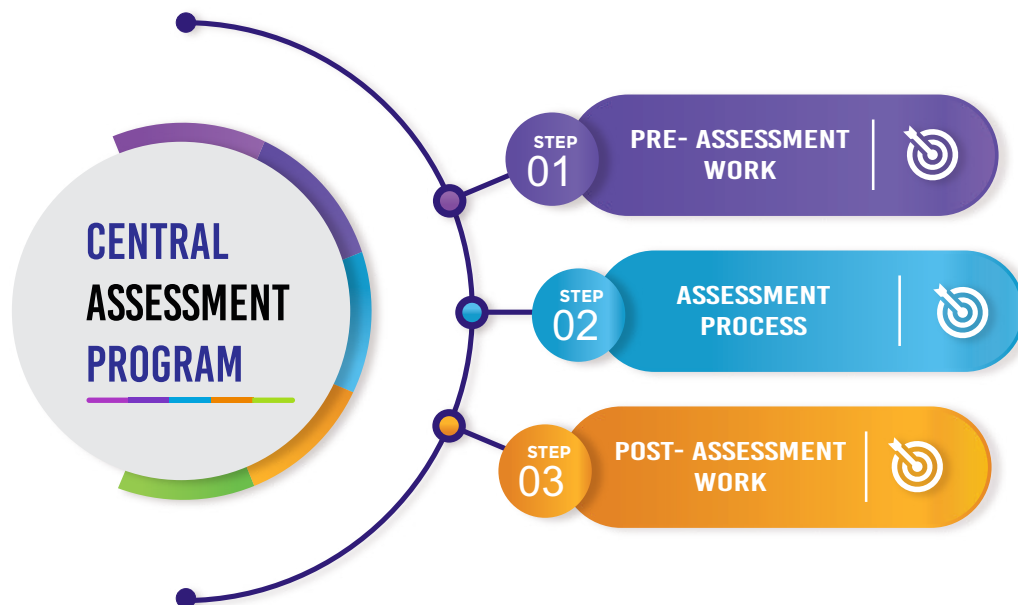 CENTRAL
ASSESSMENT
PROGRAM
STEP
01
PRE- ASSESSMENT
WORK
STEP
02
ASSESSMENT
PROCESS
STEP
03
POST- ASSESSMENT
WORK